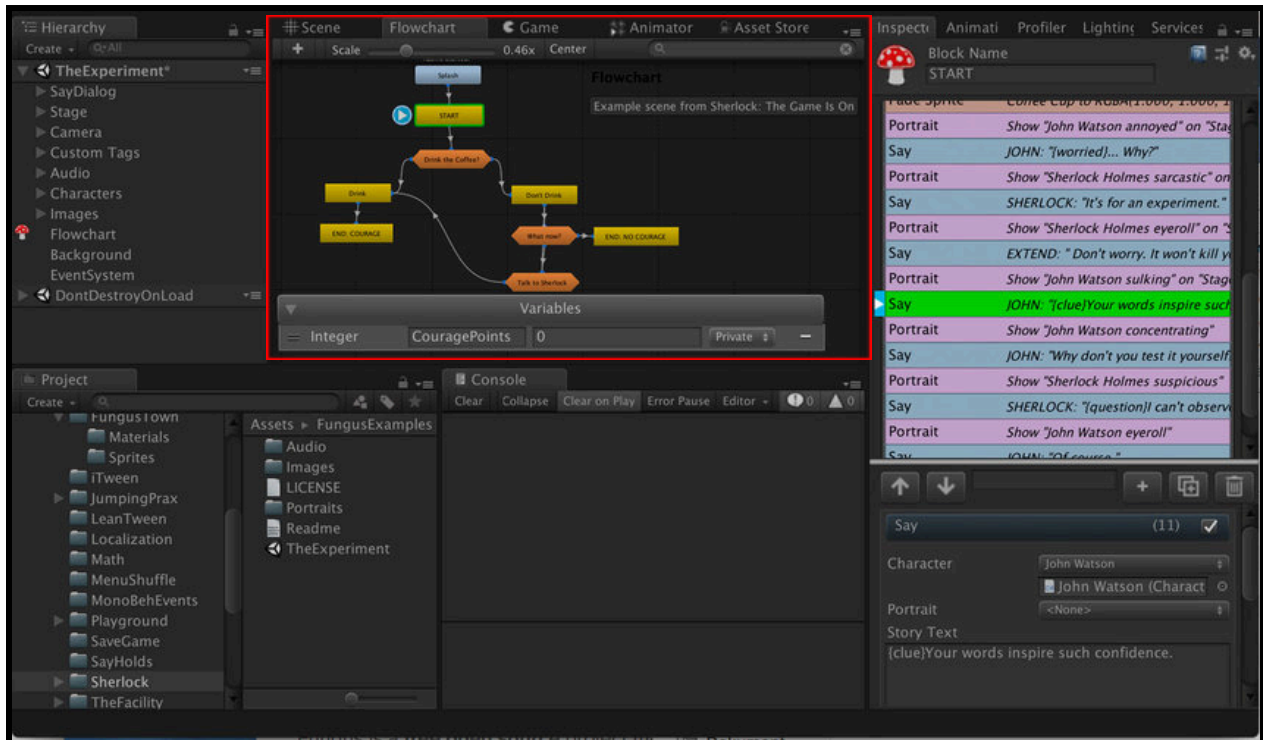 Hierarchy
Create
All
TheExperiment*
SayDialog
Stage
Camera
Custom Tags
Audio
Characters
Images
Flowchart
Background
EventSystem
DontDestroyOnLoad
Scene Flowchart Game Animator Asset Store
+ Scale 0.46x Center
Flowchart
Example scene from Sherlock: The Game Is On
Splash
START
Drink the Coffee?
Drink
Don't Drink
END: COURAGE
What now?
END: NO COURAGE
Talk to Sherlock
Variables
Integer CouragePoints 0 Private
Inspect Animati Profiler Lighting Services
Block Name
START
Fade Sprite
Portrait Show "John Watson annoyed" on "Stag
Say JOHN: "{worried}... Why?"
Portrait Show "Sherlock Holmes sarcastic" on
Say SHERLOCK: "It's for an experiment."
Portrait Show "Sherlock Holmes eyeroll" on "S
Say EXTEND: " Don't worry. It won't kill y
Portrait Show "John Watson sulking" on "Stag
Say JOHN: "{clue}Your words inspire such
Portrait Show "John Watson concentrating"
Say JOHN: "Why don't you test it yourself.
Portrait Show "Sherlock Holmes suspicious"
Say SHERLOCK: "{question}I can't observ
Portrait Show "John Watson eyeroll"
Say JOHN: "Of course."
Say (11)
Character John Watson
John Watson (Charact
Portrait <None>
Story Text
{clue}Your words inspire such confidence.
Project
Create
FungusTown
Materials
Sprites
iTween
JumpingPrax
LeanTween
Localization
Math
MenuShuffle
MonoBehEvents
Playground
SaveGame
SayHolds
Sherlock
TheFacility
Assets FungusExamples
Audio
Images
LICENSE
Portraits
Readme
TheExperiment
Console
Clear Collapse Clear on Play Error Pause Editor 0 0